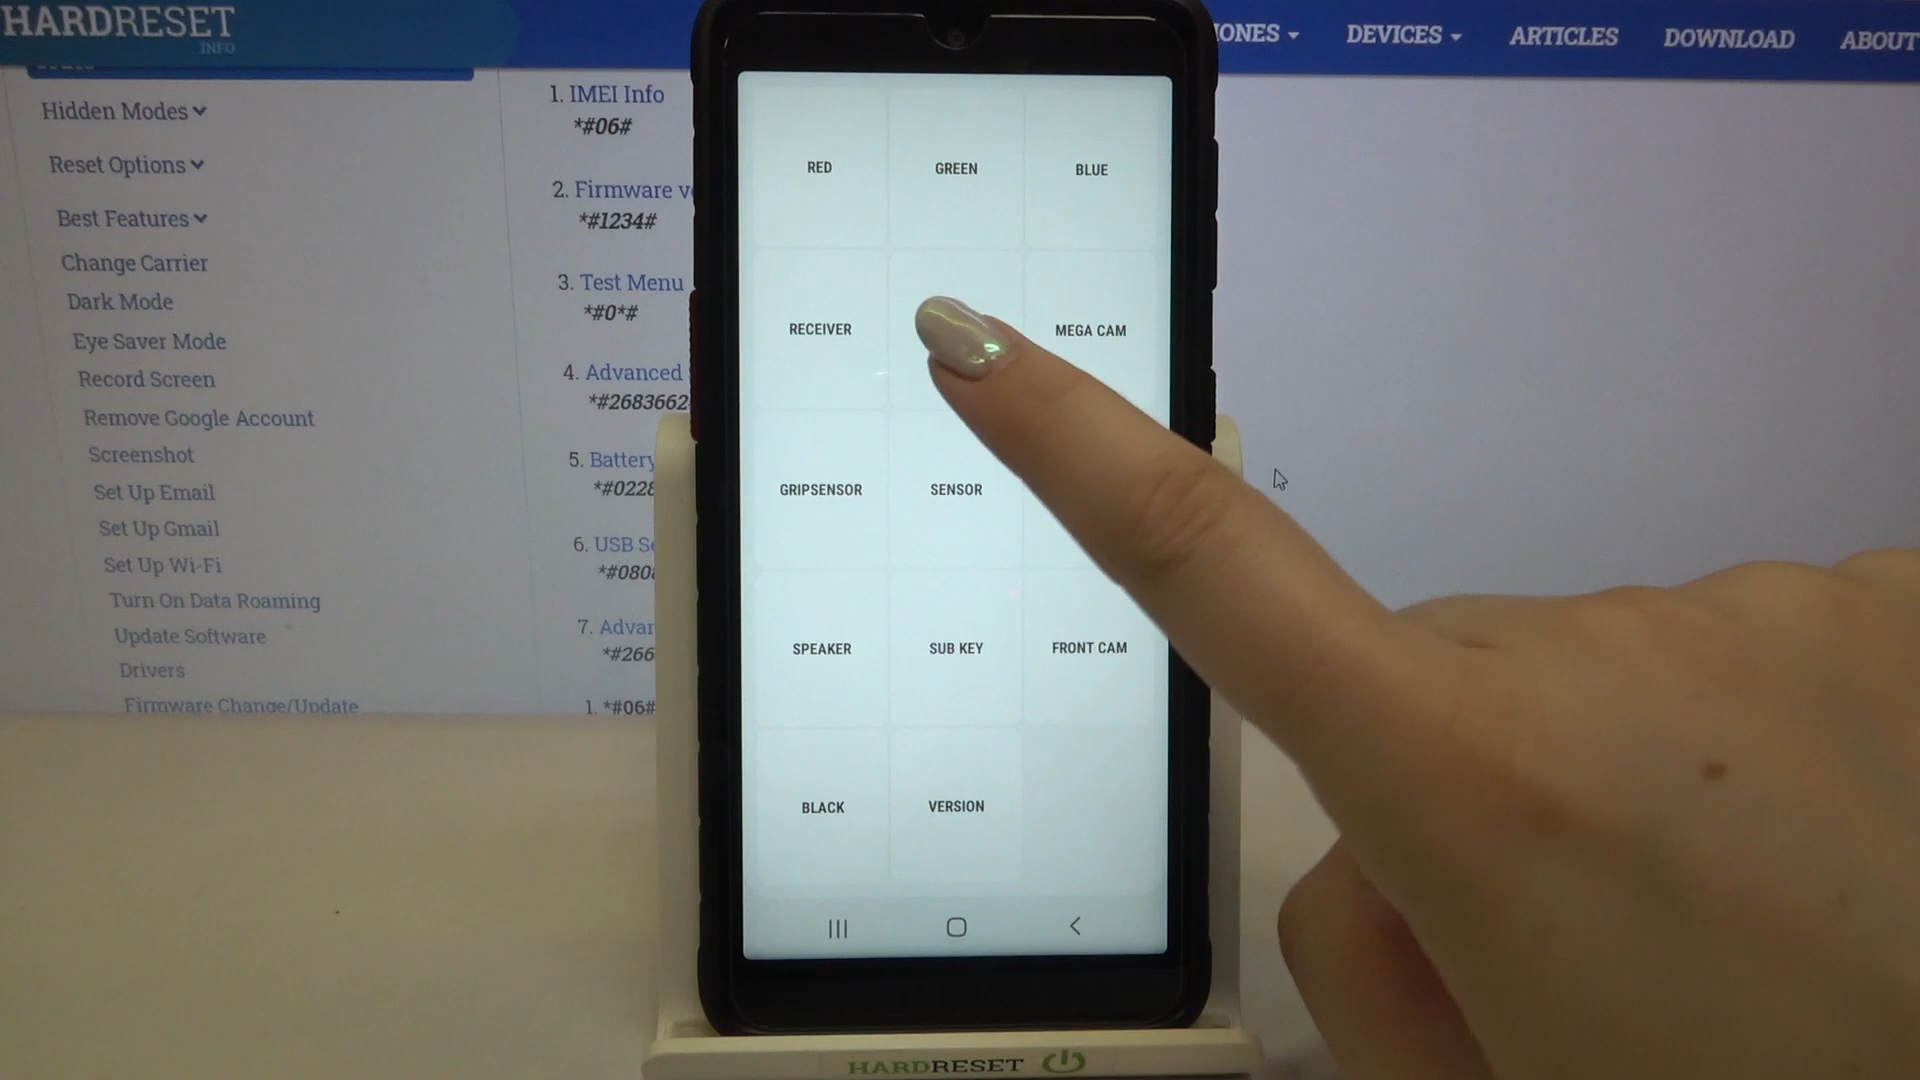 HARDRESET
INFO
DEVICES
ARTICLES
DOWNLOAD
ABOUT
Hidden Modes
Reset Options
Best Features
Change Carrier
Dark Mode
Eye Saver Mode
Record Screen
Remove Google Account
Screenshot
Set Up Email
Set Up Gmail
Set Up Wi-Fi
Turn On Data Roaming
Update Software
Drivers
Firmware Change/Update
1. IMEI Info
*#06#
2. Firmware
*#1234#
3. Test Menu
*#0*#
4. Advanced
*#2683662
5. Battery
*#0228
6. USB
*#080
7.
*#266
1. *#06#
RED GREEN BLUE
RECEIVER MEGA CAM
GRIPSENSOR SENSOR
SPEAKER SUB KEY FRONT CAM
BLACK VERSION
HARDRESET